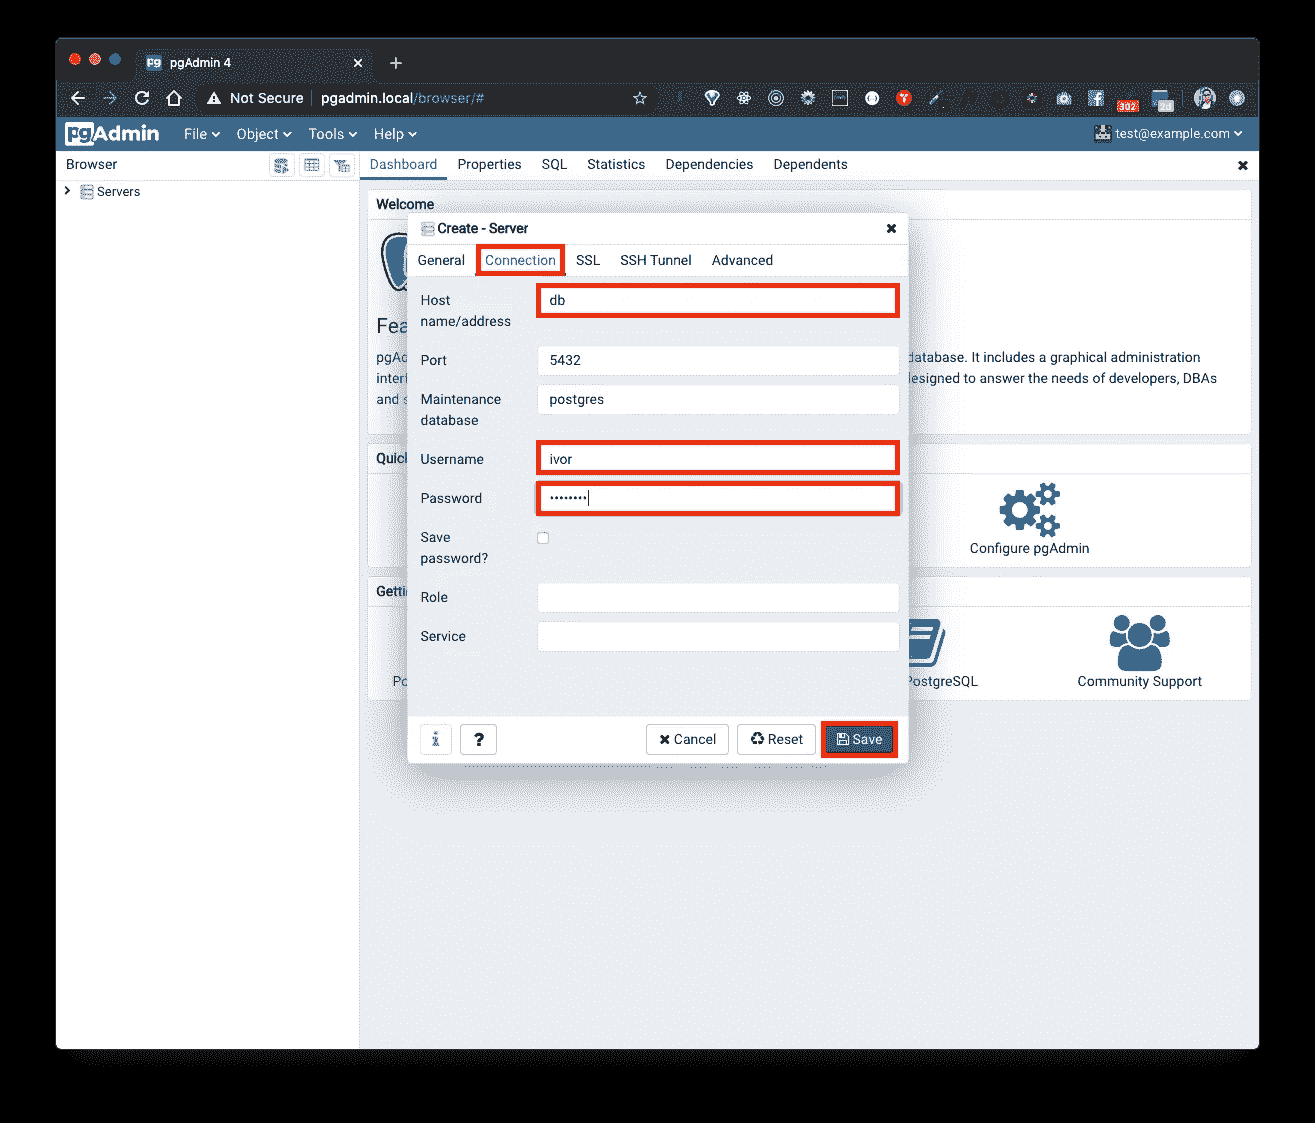 pgAdmin 4
Not Secure pgadmin.local/browser/#
302 2d
pgAdmin File Object Tools Help test@example.com
Browser Dashboard Properties SQL Statistics Dependencies Dependents
Servers
Welcome
Create - Server
General Connection SSL SSH Tunnel Advanced
Host name/address db
Fea
pgAd database. It includes a graphical administration
Port 5432
designed to answer the needs of developers, DBAs
Maintenance database postgres
and s
Quick
Username ivor
Password ••••••••
Save password?
Configure pgAdmin
Getti
Role
Service
PostgreSQL Community Support
? Cancel Reset Save